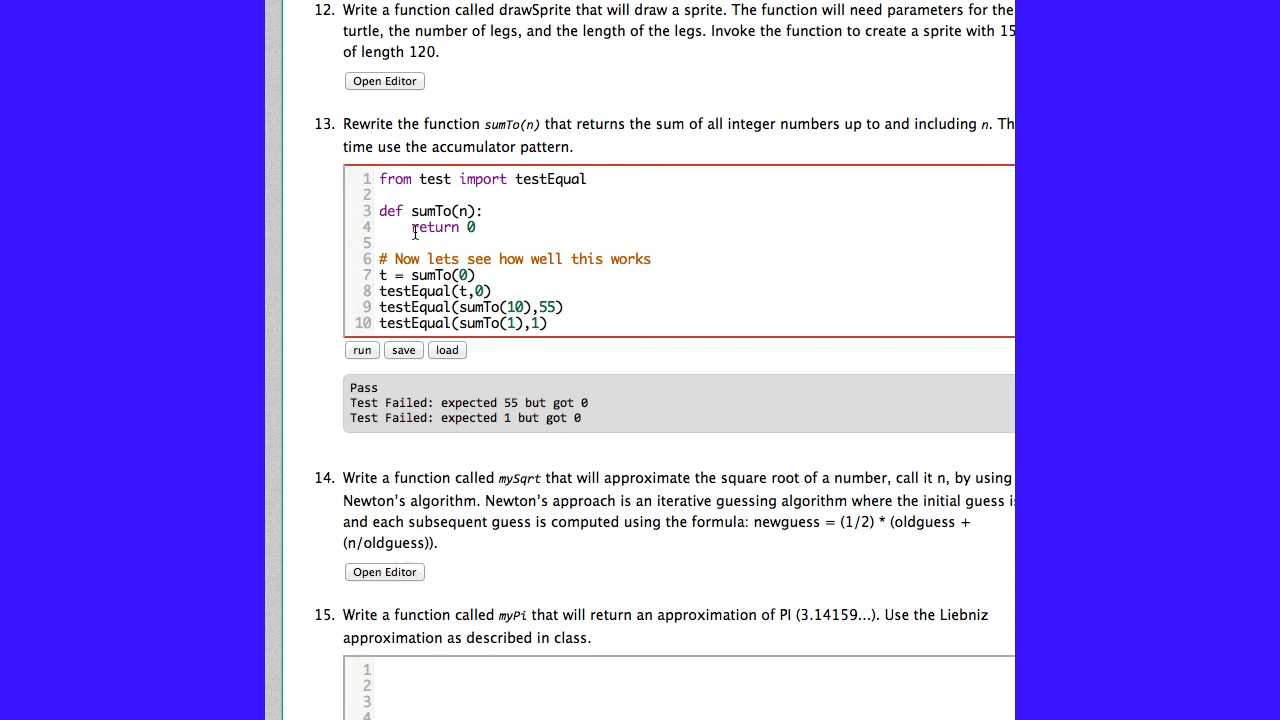 12. Write a function called drawSprite that will draw a sprite. The function will need parameters for the
turtle, the number of legs, and the length of the legs. Invoke the function to create a sprite with 15
of length 120.
Open Editor
13. Rewrite the function sumTo(n) that returns the sum of all integer numbers up to and including n. Th
time use the accumulator pattern.
1 from test import testEqual
2
3 def sumTo(n):
4 return 0
5
6 # Now lets see how well this works
7 t = sumTo(0)
8 testEqual(t,0)
9 testEqual(sumTo(10),55)
10 testEqual(sumTo(1),1)
run save load
Pass
Test Failed: expected 55 but got 0
Test Failed: expected 1 but got 0
14. Write a function called mySqrt that will approximate the square root of a number, call it n, by using
Newton's algorithm. Newton's approach is an iterative guessing algorithm where the initial guess is
and each subsequent guess is computed using the formula: newguess = (1/2) * (oldguess +
(n/oldguess)).
Open Editor
15. Write a function called myPi that will return an approximation of PI (3.14159...). Use the Liebniz
approximation as described in class.
1
2
3
4